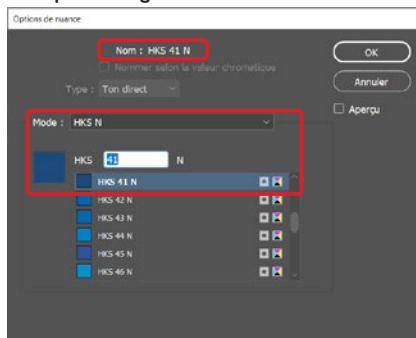 Options de nuance
Nom : HKS 41 N
Nommer selon la valeur chromatique
Type : Ton direct
Mode : HKS N
HKS 41 N
HKS 41 N
HKS 42 N
HKS 43 N
HKS 44 N
HKS 45 N
HKS 46 N
OK
Annuler
Aperçu